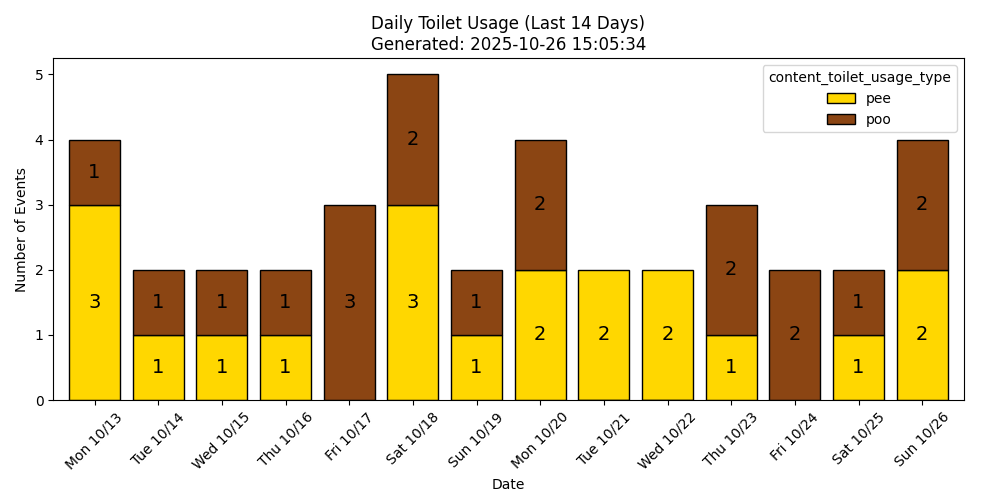 Daily Toilet Usage (Last 14 Days)
Generated: 2025-10-26 15:05:34
content_toilet_usage_type
pee
poo
Number of Events
5
4
3
2
1
0
1
3
1
1
1
1
1
1
3
2
3
1
1
2
2
2
2
2
1
2
1
1
2
2
Mon 10/13
Tue 10/14
Wed 10/15
Thu 10/16
Fri 10/17
Sat 10/18
Sun 10/19
Mon 10/20
Tue 10/21
Wed 10/22
Thu 10/23
Fri 10/24
Sat 10/25
Sun 10/26
Date